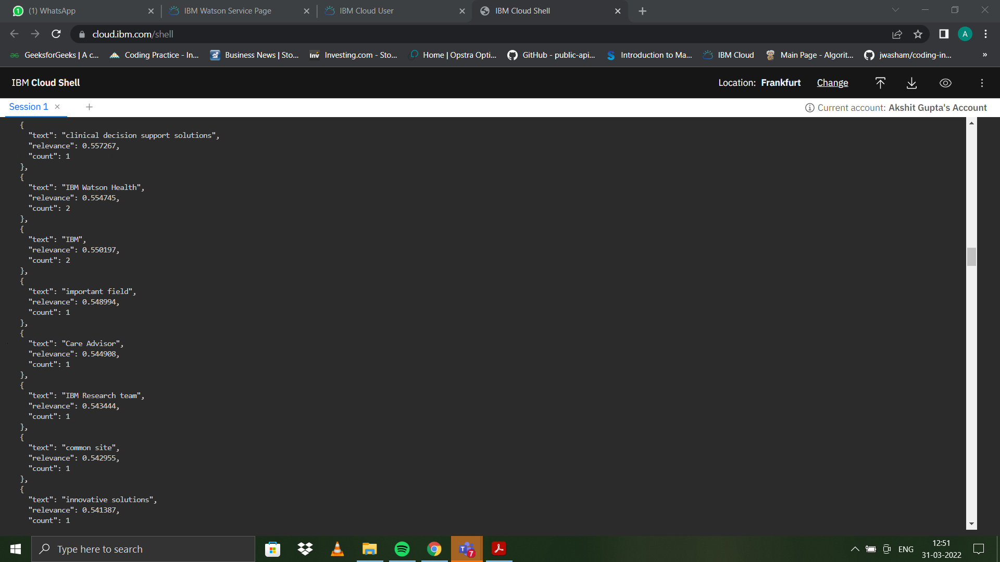 (1) WhatsApp
IBM Watson Service Page
IBM Cloud User
IBM Cloud Shell
cloud.ibm.com/shell
A
GeeksforGeeks | A c...
Coding Practice - In...
Business News | Sto...
Inv
Investing.com - Sto...
Home | Opstra Opti...
GitHub - public-api...
Introduction to Ma...
IBM Cloud
Main Page - Algorit...
jwasham/coding-in...
»
IBM Cloud Shell
Location: Frankfurt
Change
Session 1
Current account: Akshit Gupta's Account
{
"text": "clinical decision support solutions",
"relevance": 0.557267,
"count": 1
},
{
"text": "IBM Watson Health",
"relevance": 0.554745,
"count": 2
},
{
"text": "IBM",
"relevance": 0.550197,
"count": 2
},
{
"text": "important field",
"relevance": 0.548994,
"count": 1
},
{
"text": "Care Advisor",
"relevance": 0.544908,
"count": 1
},
{
"text": "IBM Research team",
"relevance": 0.543444,
"count": 1
},
{
"text": "common site",
"relevance": 0.542955,
"count": 1
},
{
"text": "innovative solutions",
"relevance": 0.541387,
"count": 1
Type here to search
7
ENG
12:51
31-03-2022